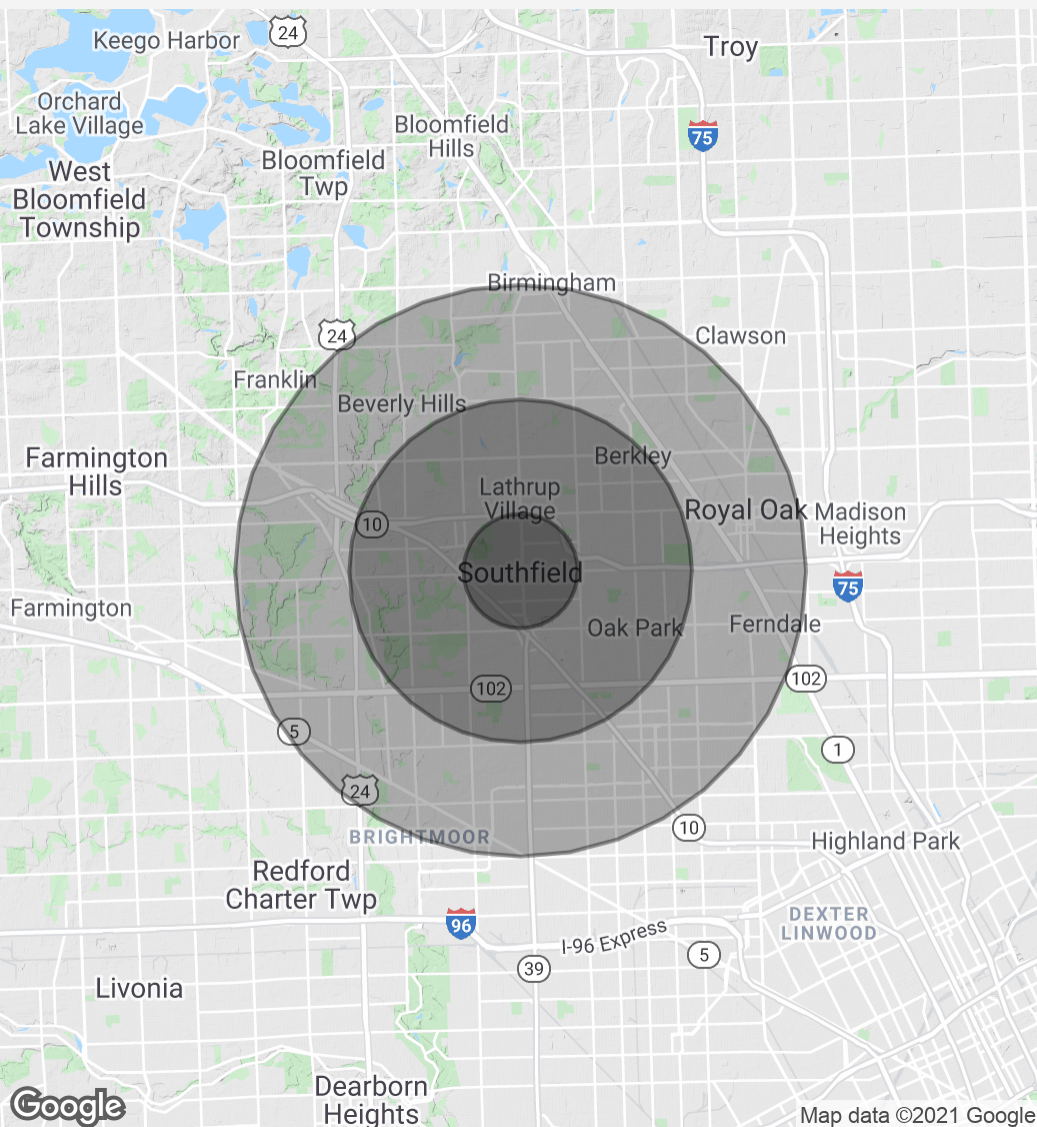 Keego Harbor
24
Troy
Orchard
Lake Village
Bloomfield
Hills
75
Bloomfield
Twp
West
Bloomfield
Township
Birmingham
24
Clawson
Franklin
Beverly Hills
Farmington
Hills
Berkley
Lathrup
Village
Royal Oak
Madison
Heights
10
Southfield
75
Farmington
Oak Park
Ferndale
102
102
5
1
24
BRIGHTMOOR
10
Highland Park
Redford
Charter Twp
DEXTER
LINWOOD
96
I-96 Express
5
39
Livonia
Dearborn
Heights
Google
Map data ©2021 Google